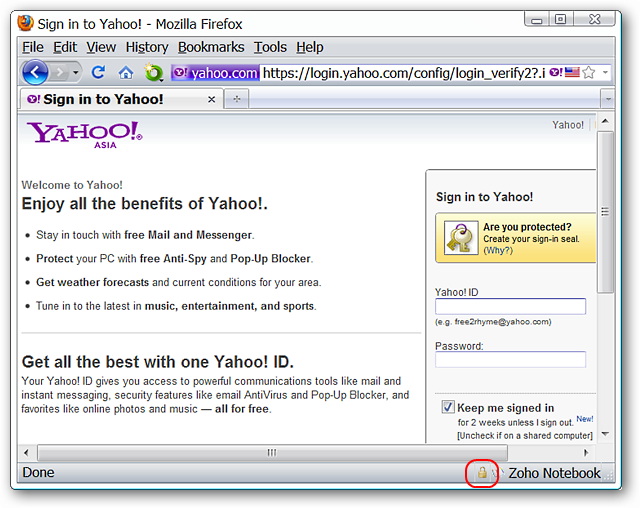 Sign in to Yahoo! - Mozilla Firefox
File Edit View History Bookmarks Tools Help
Y! yahoo.com https://login.yahoo.com/config/login_verify2?.i Y!
Y! Sign in to Yahoo!
YAHOO!®
ASIA
Yahoo!
Welcome to Yahoo!
Enjoy all the benefits of Yahoo!.
Stay in touch with free Mail and Messenger.
Protect your PC with free Anti-Spy and Pop-Up Blocker.
Get weather forecasts and current conditions for your area.
Tune in to the latest in music, entertainment, and sports.
Get all the best with one Yahoo! ID.
Your Yahoo! ID gives you access to powerful communications tools like mail and
instant messaging, security features like email AntiVirus and Pop-Up Blocker, and
favorites like online photos and music — all for free.
Sign in to Yahoo!
Are you protected?
Create your sign-in seal.
(Why?)
Yahoo! ID
(e.g. free2rhyme@yahoo.com)
Password:
Keep me signed in
for 2 weeks unless I sign out. New!
[Uncheck if on a shared computer]
Done
Zoho Notebook